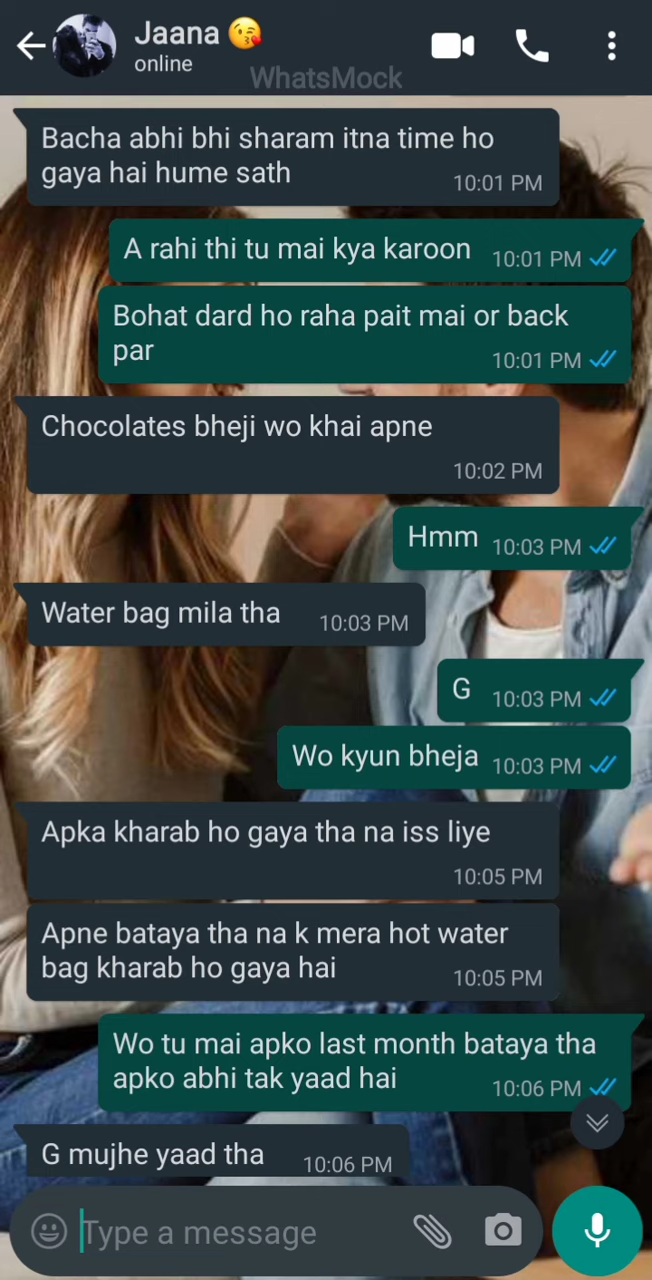 Jaana 😘
online
WhatsMock
Bacha abhi bhi sharam itna time ho
gaya hai hume sath
10:01 PM
A rahi thi tu mai kya karoon
10:01 PM
Bohat dard ho raha pait mai or back
par
10:01 PM
Chocolates bheji wo khai apne
10:02 PM
Hmm
10:03 PM
Water bag mila tha
10:03 PM
G
10:03 PM
Wo kyun bheja
10:03 PM
Apka kharab ho gaya tha na iss liye
10:05 PM
Apne bataya tha na k mera hot water
bag kharab ho gaya hai
10:05 PM
Wo tu mai apko last month bataya tha
apko abhi tak yaad hai
10:06 PM
G mujhe yaad tha
10:06 PM
Type a message